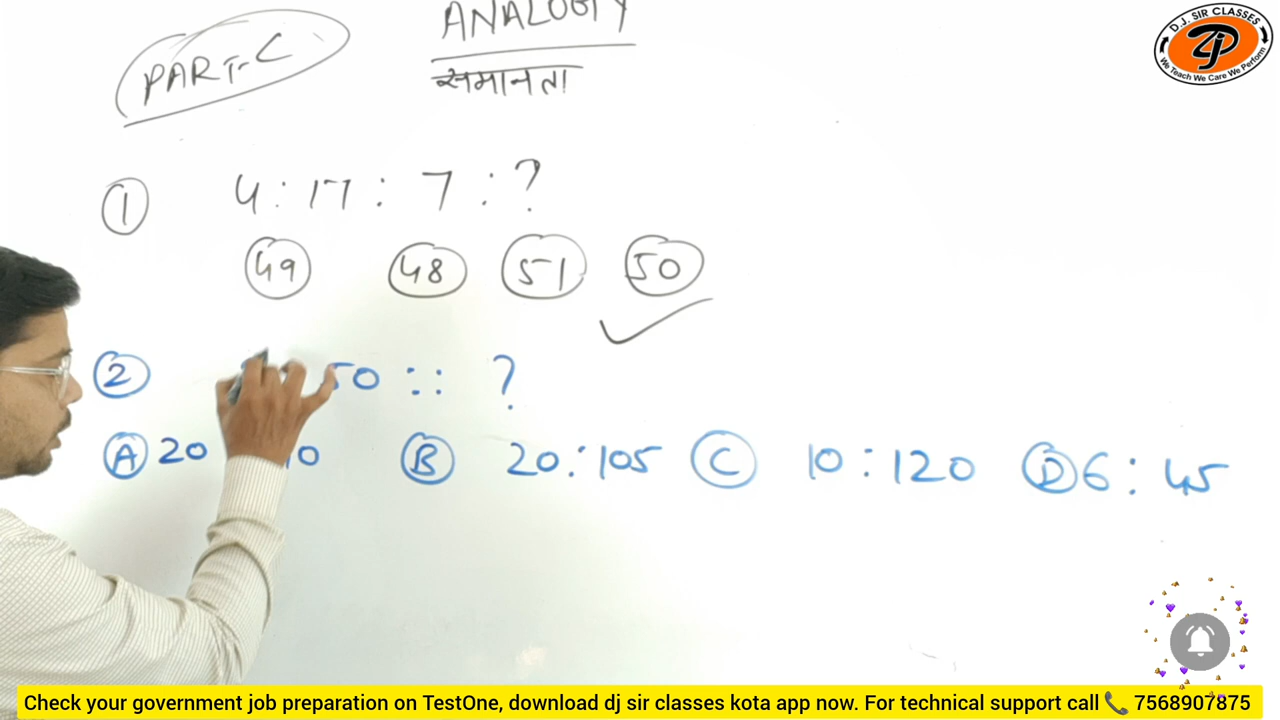 ANALOGY
PART-C
समानता
D.J. SIR CLASSES
We Teach We Care We Perform
1 4 : 17 : 7 : ?
49 48 51 50
2 50 :: ?
A 20 B 20 : 105 C 10 : 120 D 6 : 45
Check your government job preparation on TestOne, download dj sir classes kota app now. For technical support call 7568907875